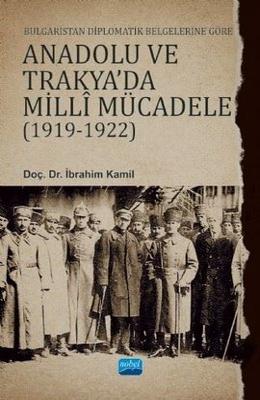 BULGARİSTAN DİPLOMATİK BELGELERİNE GÖRE
ANADOLU VE
TRAKYA'DA
MİLLÎ MÜCADELE
(1919-1922)
Doç. Dr. İbrahim Kamil
nobel